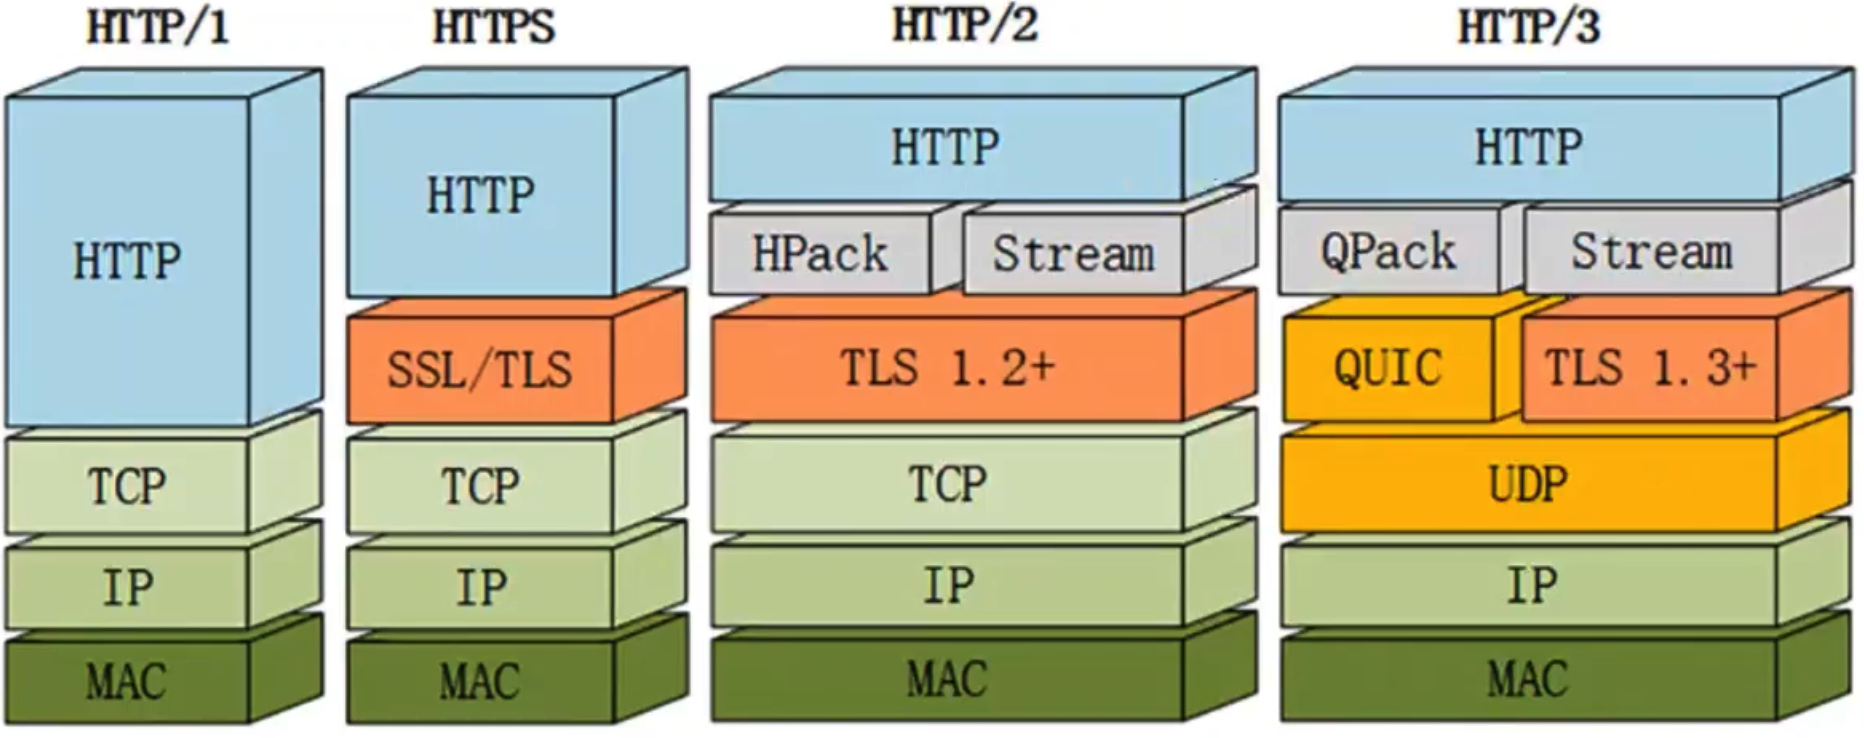 HTTP/1
HTTPS
HTTP/2
HTTP/3
HTTP
TCP
IP
MAC
HTTP
SSL/TLS
TCP
IP
MAC
HTTP
HPack
Stream
TLS 1.2+
TCP
IP
MAC
HTTP
QPack
Stream
QUIC
TLS 1.3+
UDP
IP
MAC